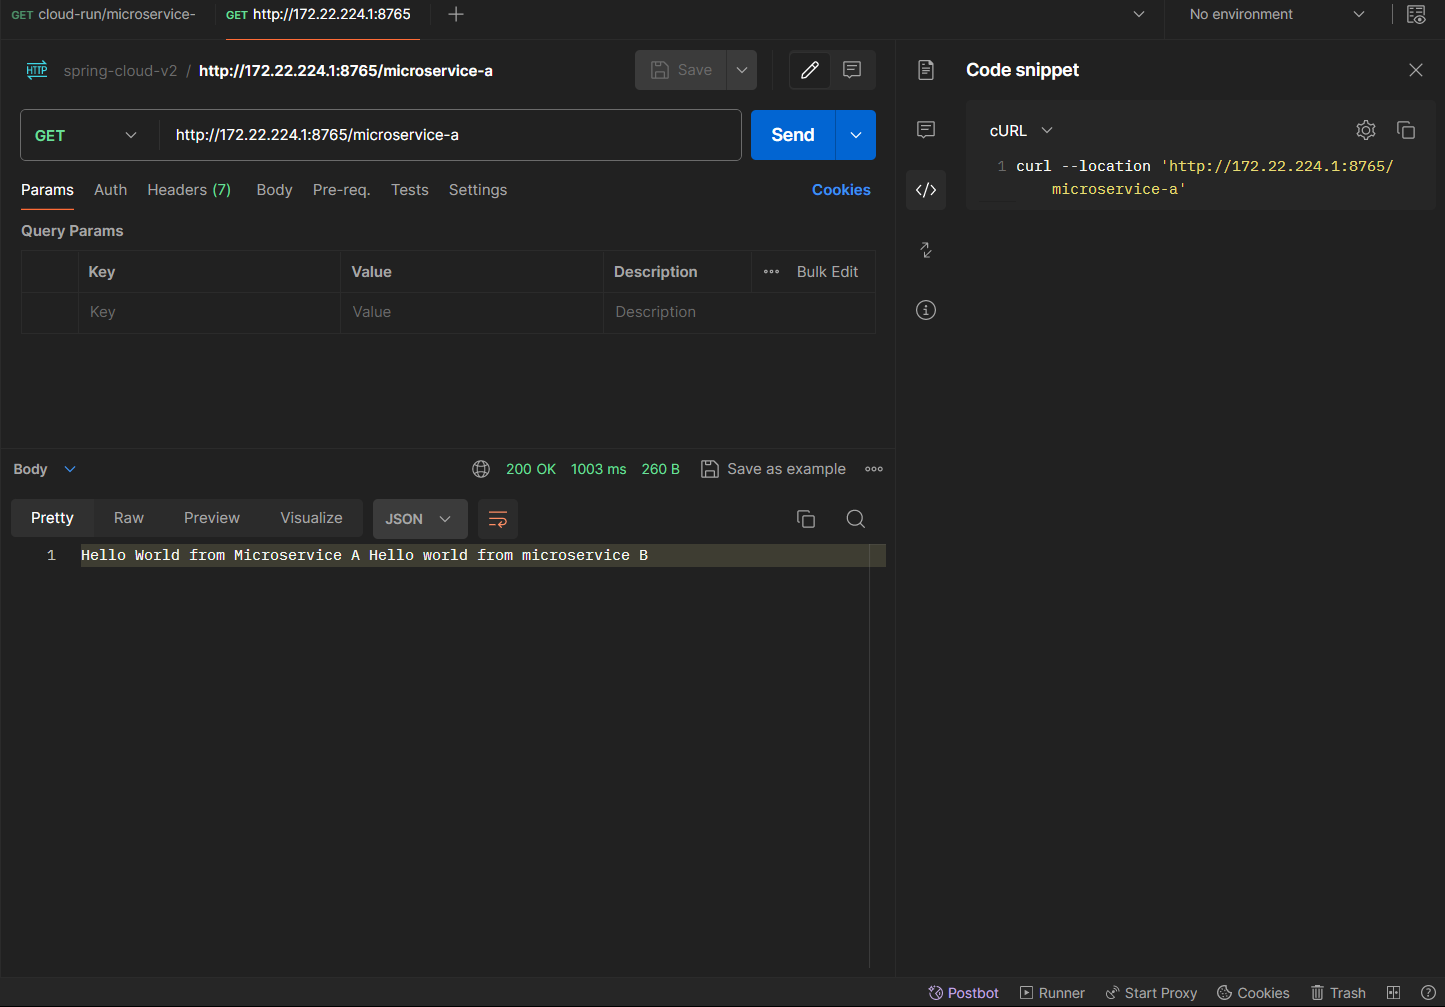 GET cloud-run/microservice-
GET http://172.22.224.1:8765
No environment
HTTP spring-cloud-v2 / http://172.22.224.1:8765/microservice-a
Save
GET http://172.22.224.1:8765/microservice-a Send
Params Auth Headers (7) Body Pre-req. Tests Settings Cookies
Query Params
Key Value Description Bulk Edit
Key Value Description
Body 200 OK 1003 ms 260 B Save as example
Pretty Raw Preview Visualize JSON
1 Hello World from Microservice A Hello world from microservice B
Code snippet
cURL
1 curl --location 'http://172.22.224.1:8765/
microservice-a'
Postbot Runner Start Proxy Cookies Trash